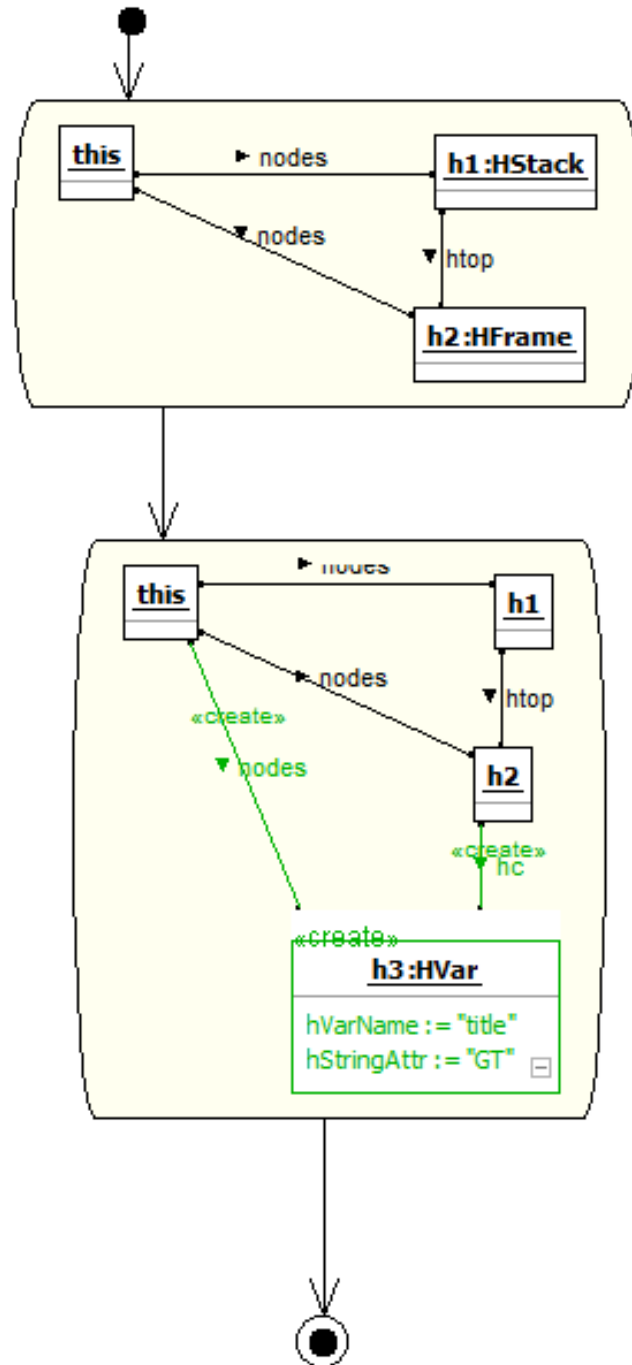 this
nodes
h1:HStack
nodes
htop
h2:HFrame
nodes
this
h1
nodes
htop
«create»
nodes
h2
«create»
hc
«create»
h3:HVar
hVarName := "title"
hStringAttr := "GT"